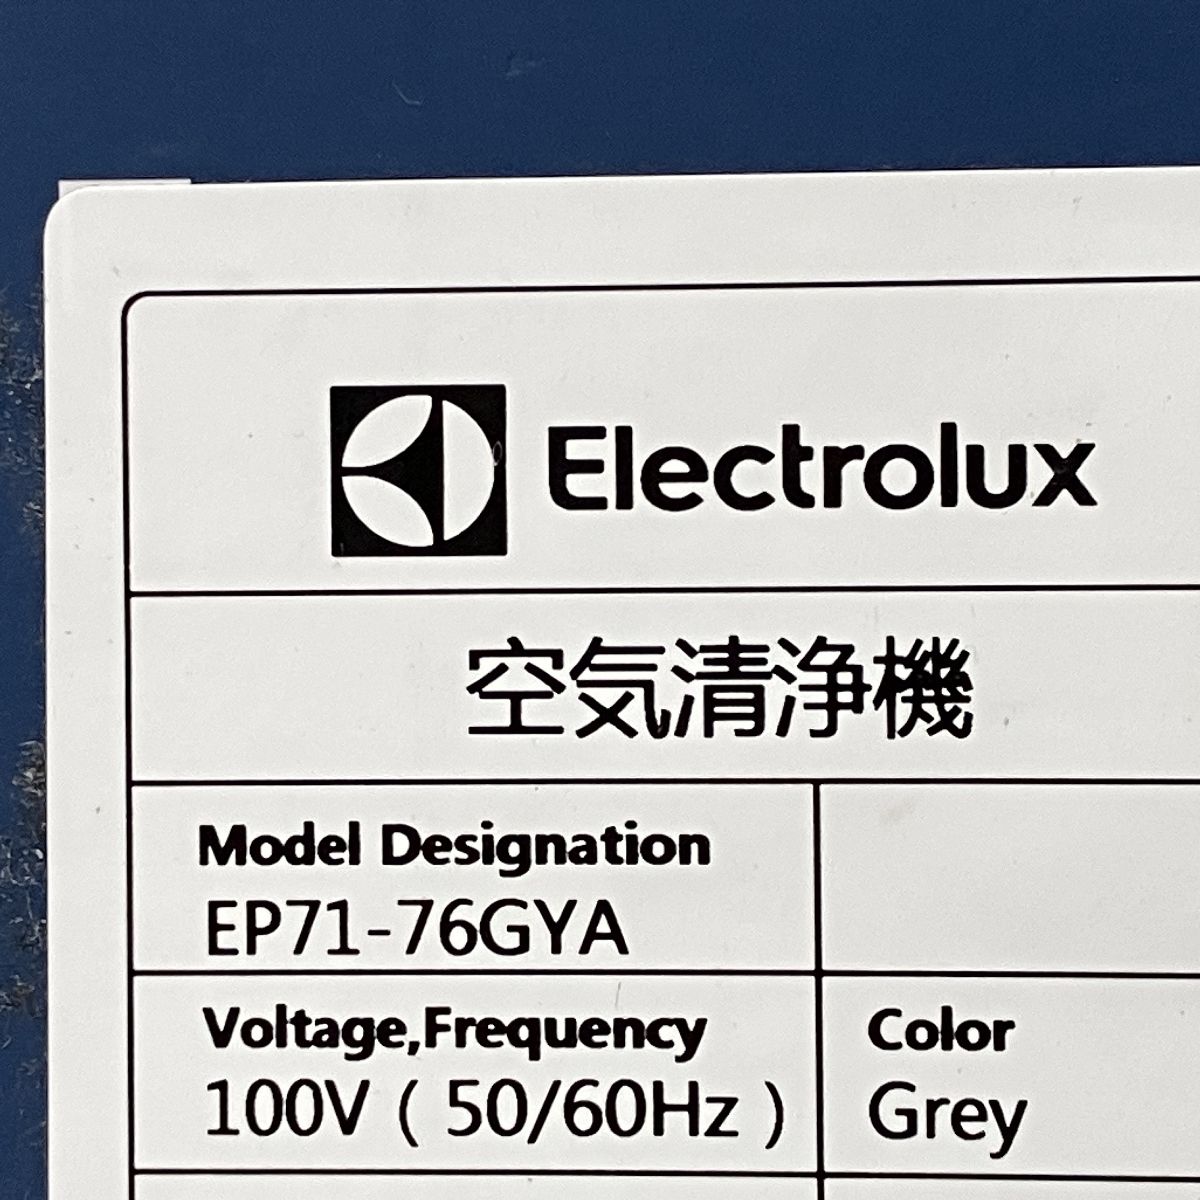 Electrolux
空気清浄機
Model Designation
EP71-76GYA
Voltage,Frequency
100V ( 50/60Hz )
Color
Grey